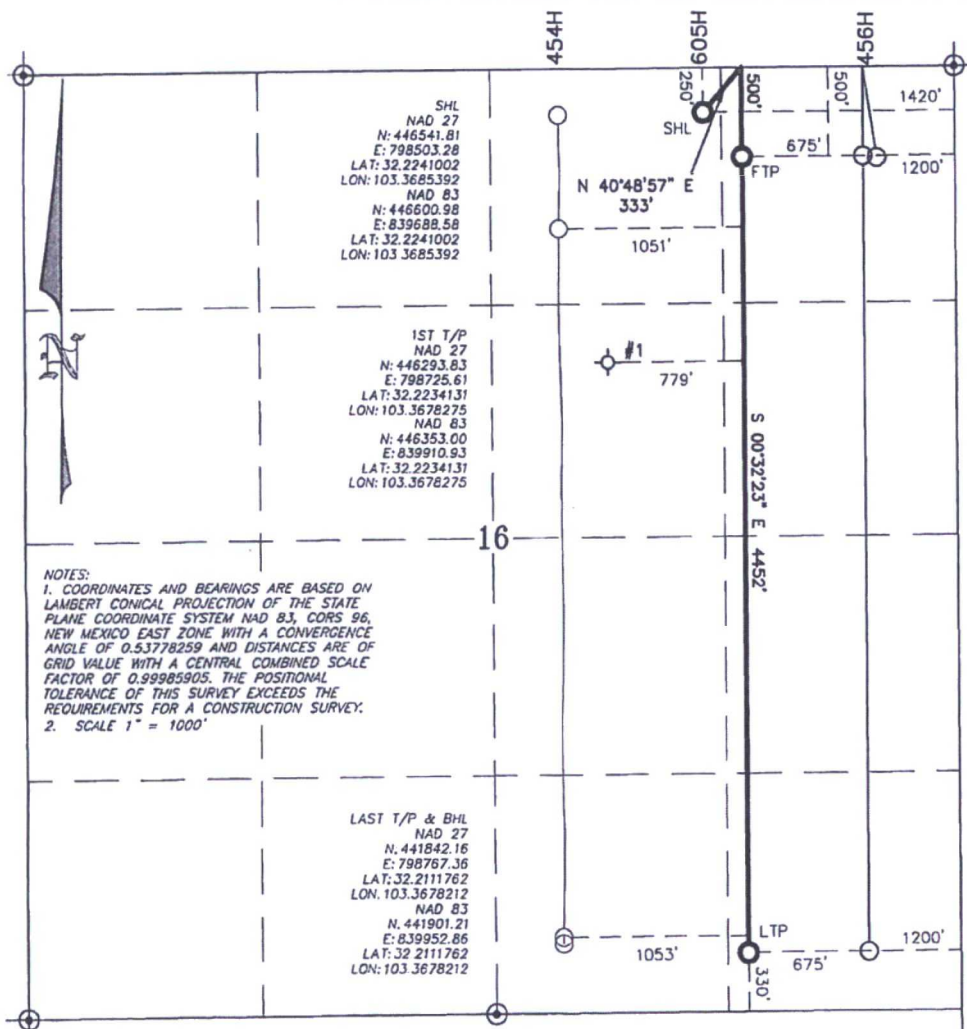 454H
605H
456H
250'
500'
500'
1420'
SHL
FTP
675'
1200'
N 40°48'57" E
333'
1051'
SHL
NAD 27
N: 446541.81
E: 798503.28
LAT: 32.2241002
LON: 103.3685392
NAD 83
N: 446600.98
E: 839688.58
LAT: 32.2241002
LON: 103.3685392
1ST T/P
NAD 27
N: 446293.83
E: 798725.61
LAT: 32.2234131
LON: 103.3678275
NAD 83
N: 446353.00
E: 839910.93
LAT: 32.2234131
LON: 103.3678275
#1
779'
S 00°32'23" E 4452'
16
NOTES:
1. COORDINATES AND BEARINGS ARE BASED ON
LAMBERT CONICAL PROJECTION OF THE STATE
PLANE COORDINATE SYSTEM NAD 83, CORS 96,
NEW MEXICO EAST ZONE WITH A CONVERGENCE
ANGLE OF 0.53778259 AND DISTANCES ARE OF
GRID VALUE WITH A CENTRAL COMBINED SCALE
FACTOR OF 0.99985905. THE POSITIONAL
TOLERANCE OF THIS SURVEY EXCEEDS THE
REQUIREMENTS FOR A CONSTRUCTION SURVEY.
2. SCALE 1" = 1000'
LAST T/P & BHL
NAD 27
N. 441842.16
E: 798767.36
LAT: 32.2111762
LON. 103.3678212
NAD 83
N. 441901.21
E: 839952.86
LAT: 32 2111762
LON: 103.3678212
LTP
1053'
675'
1200'
330'
N